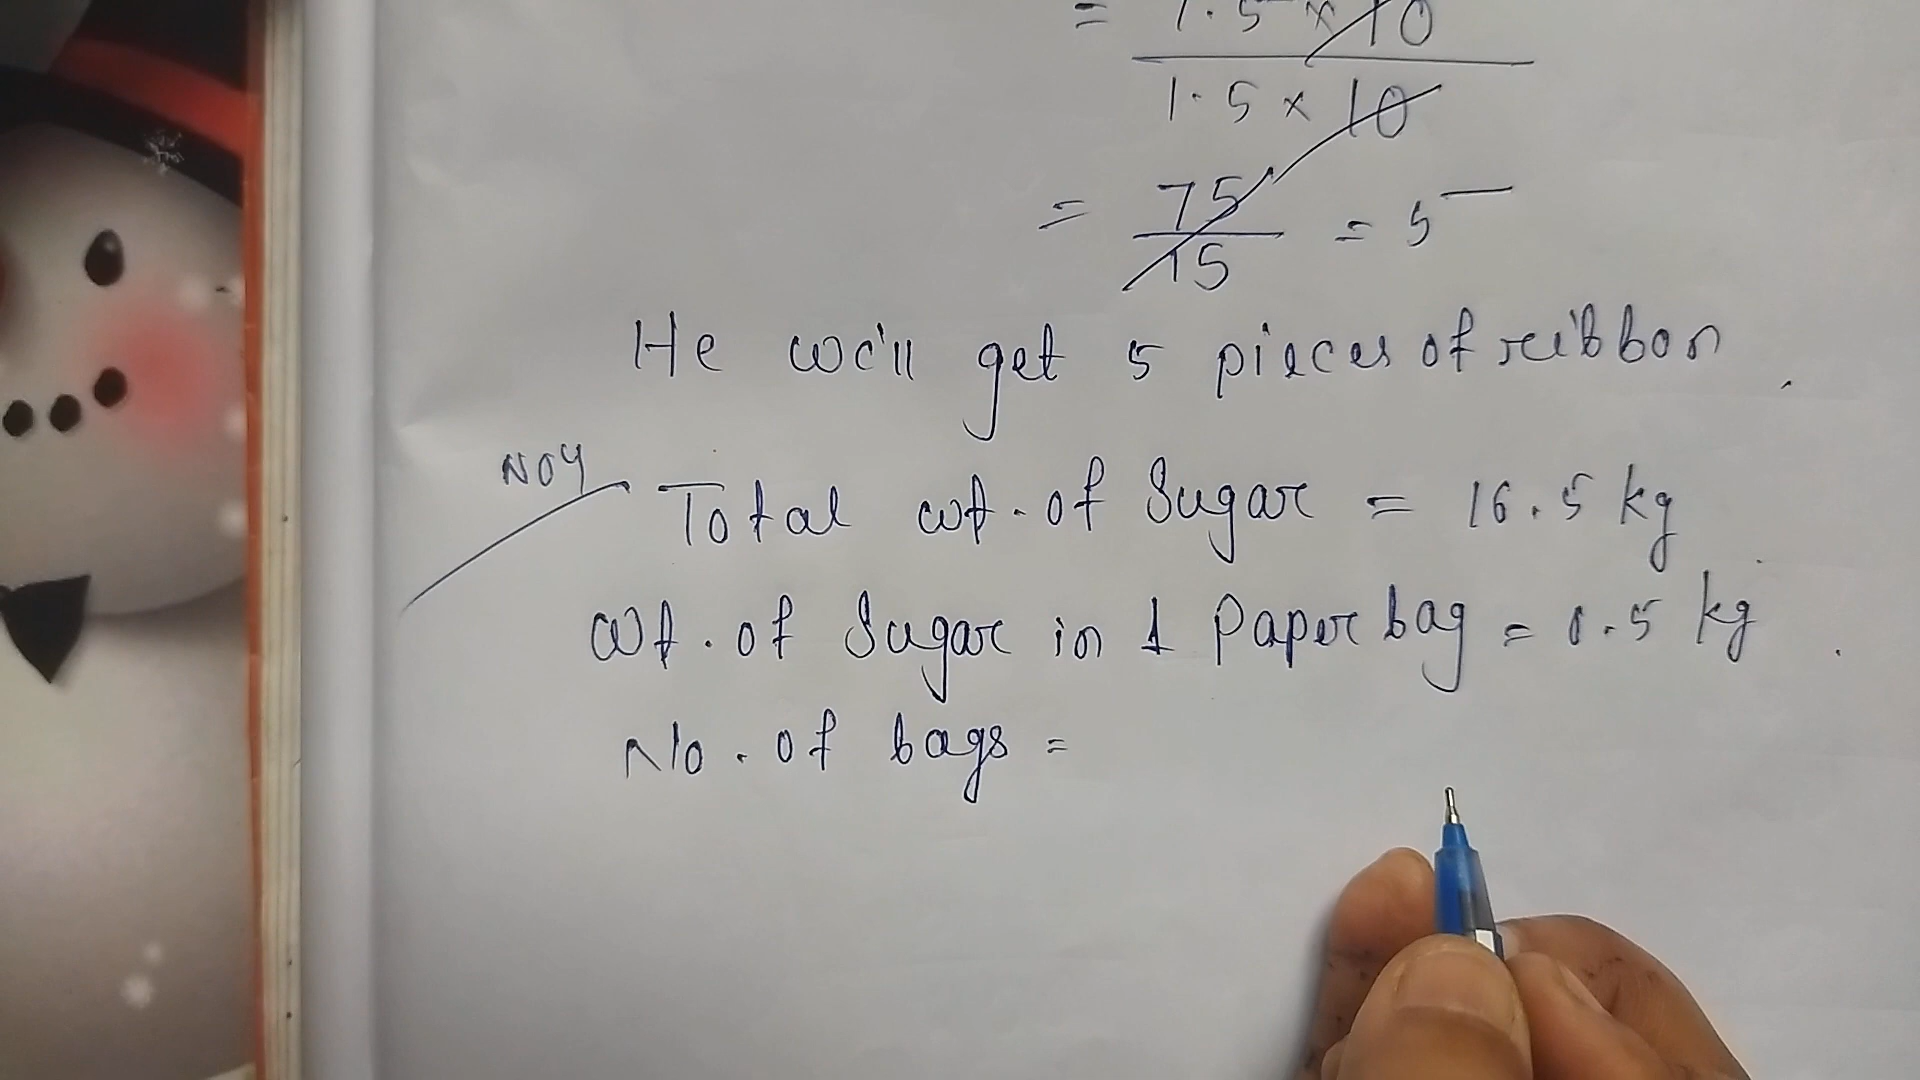 = 7.5 × 10
1.5 × 10
= 75
15
= 5
He will get 5 pieces of ribbon.
NO4 Total wt. of Sugar = 16.5 kg
wt. of Sugar in 1 Paper bag = 0.5 kg.
No. of bags =